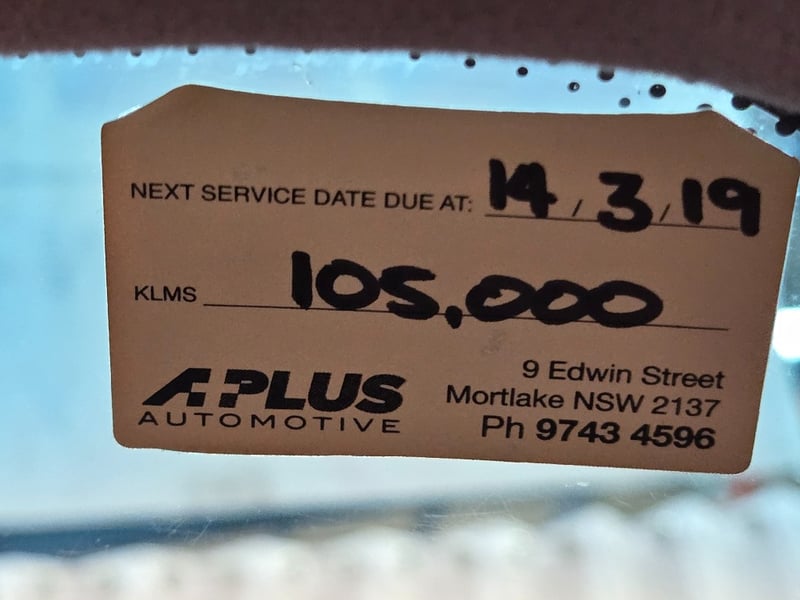 NEXT SERVICE DATE DUE AT: 14 / 3 / 19
KLMS 105,000
A PLUS
AUTOMOTIVE
9 Edwin Street
Mortlake NSW 2137
Ph 9743 4596